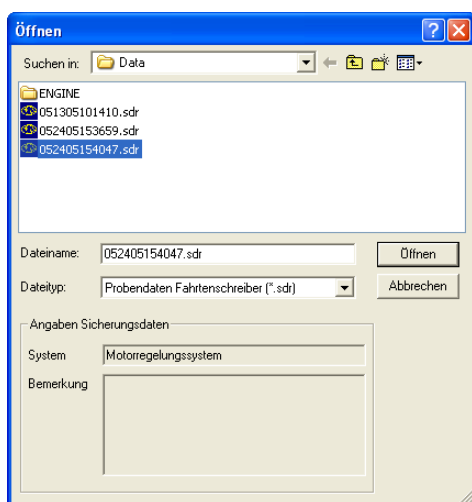 Öffnen
Suchen in: Data
ENGINE
051305101410.sdr
052405153659.sdr
052405154047.sdr
Dateiname: 052405154047.sdr Öffnen
Dateityp: Probendaten Fahrtenschreiber (*.sdr) Abbrechen
Angaben Sicherungsdaten
System Motorregelungssystem
Bemerkung